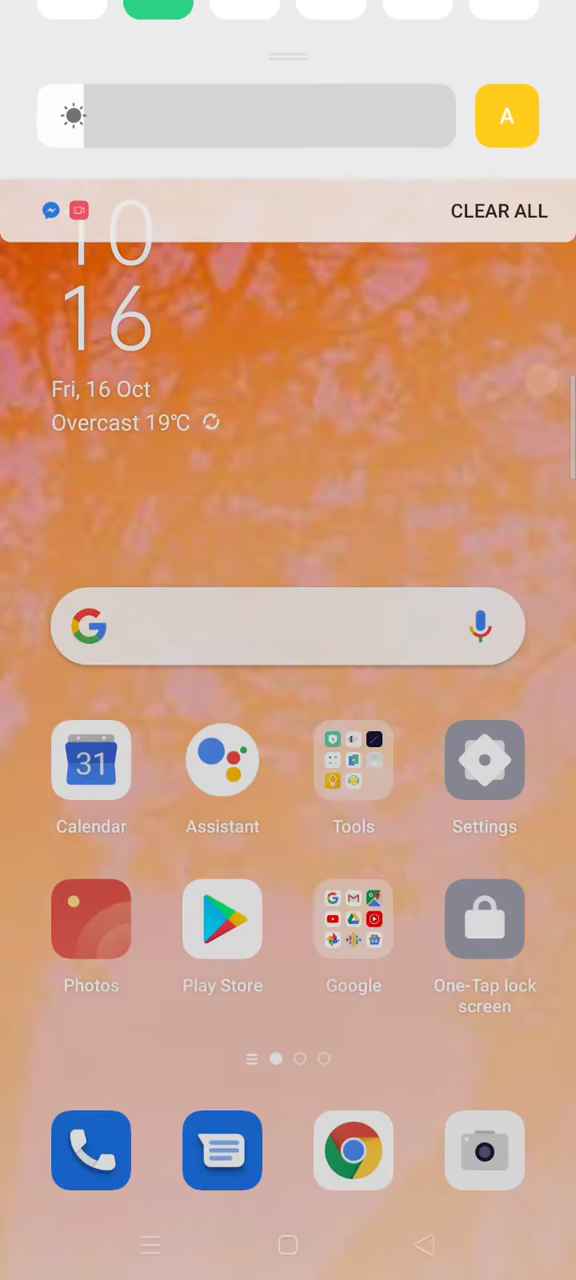 A
CLEAR ALL
10
16
Fri, 16 Oct
Overcast 19℃
G
31
Calendar
Assistant
Tools
Settings
Photos
Play Store
Google
One-Tap lock
screen